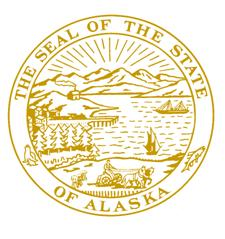 THE SEAL OF THE STATE
OF ALASKA